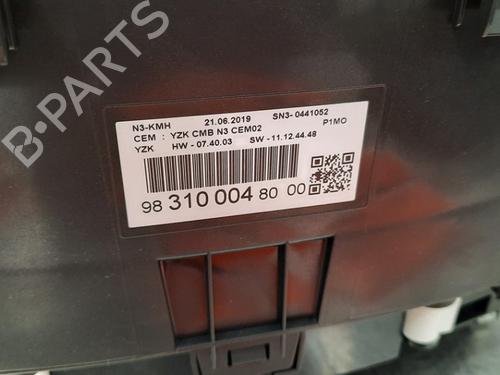 B-PARTS
N3-KMH 21.06.2019 SN3- 0441052
CEM : YZK CMB N3 CEM02 P1MO
YZK HW - 07.40.03 SW - 11.12.44.48
98 310 004 80 00